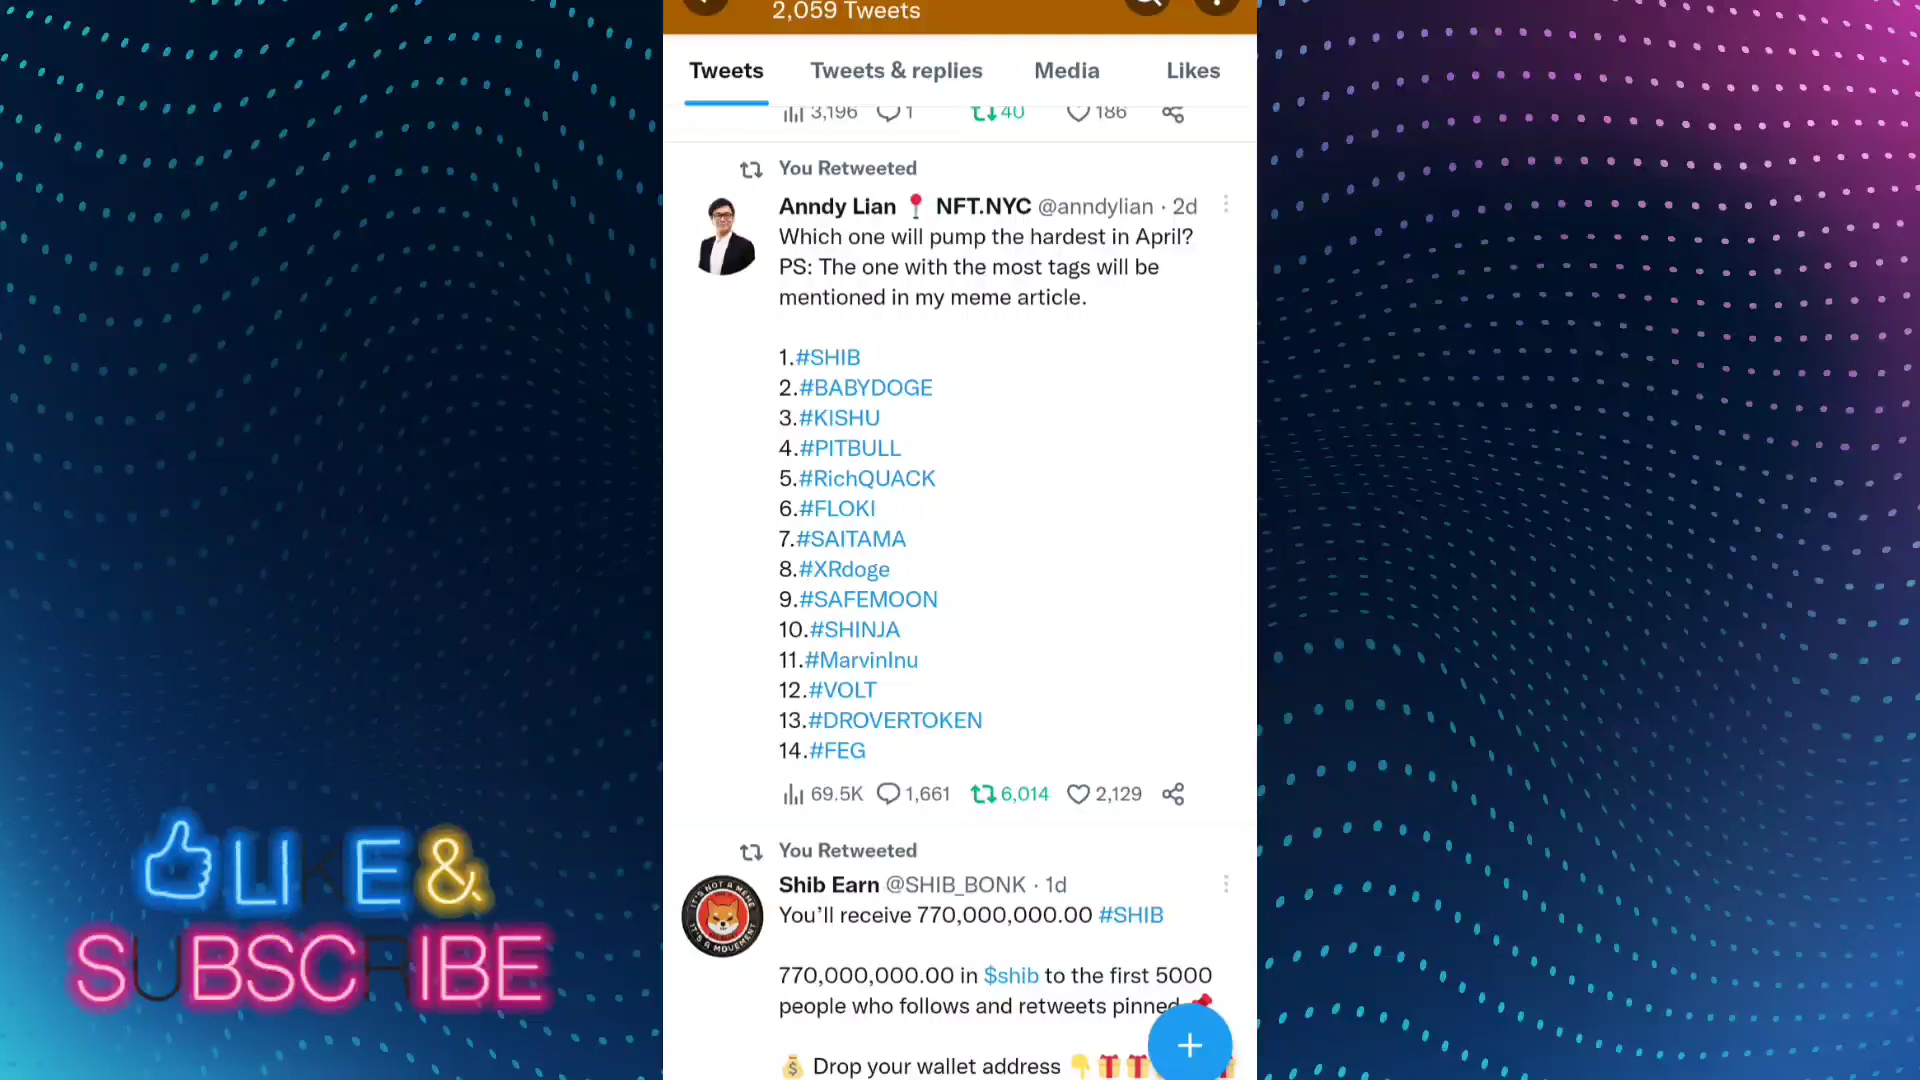 2,059 Tweets
Tweets Tweets & replies Media Likes
3,196 1 40 186
You Retweeted
Anndy Lian 📍 NFT.NYC @anndylian · 2d
Which one will pump the hardest in April?
PS: The one with the most tags will be
mentioned in my meme article.
1.#SHIB
2.#BABYDOGE
3.#KISHU
4.#PITBULL
5.#RichQUACK
6.#FLOKI
7.#SAITAMA
8.#XRdoge
9.#SAFEMOON
10.#SHINJA
11.#MarvinInu
12.#VOLT
13.#DROVERTOKEN
14.#FEG
69.5K 1,661 6,014 2,129
You Retweeted
Shib Earn @SHIB_BONK · 1d
IT'S NOT A MEME
IT'S A MOVEMENT
You’ll receive 770,000,000.00 #SHIB
770,000,000.00 in $shib to the first 5000
people who follows and retweets pinned 📌
💰 Drop your wallet address 👇🎁🎁
LIKE &
SUBSCRIBE